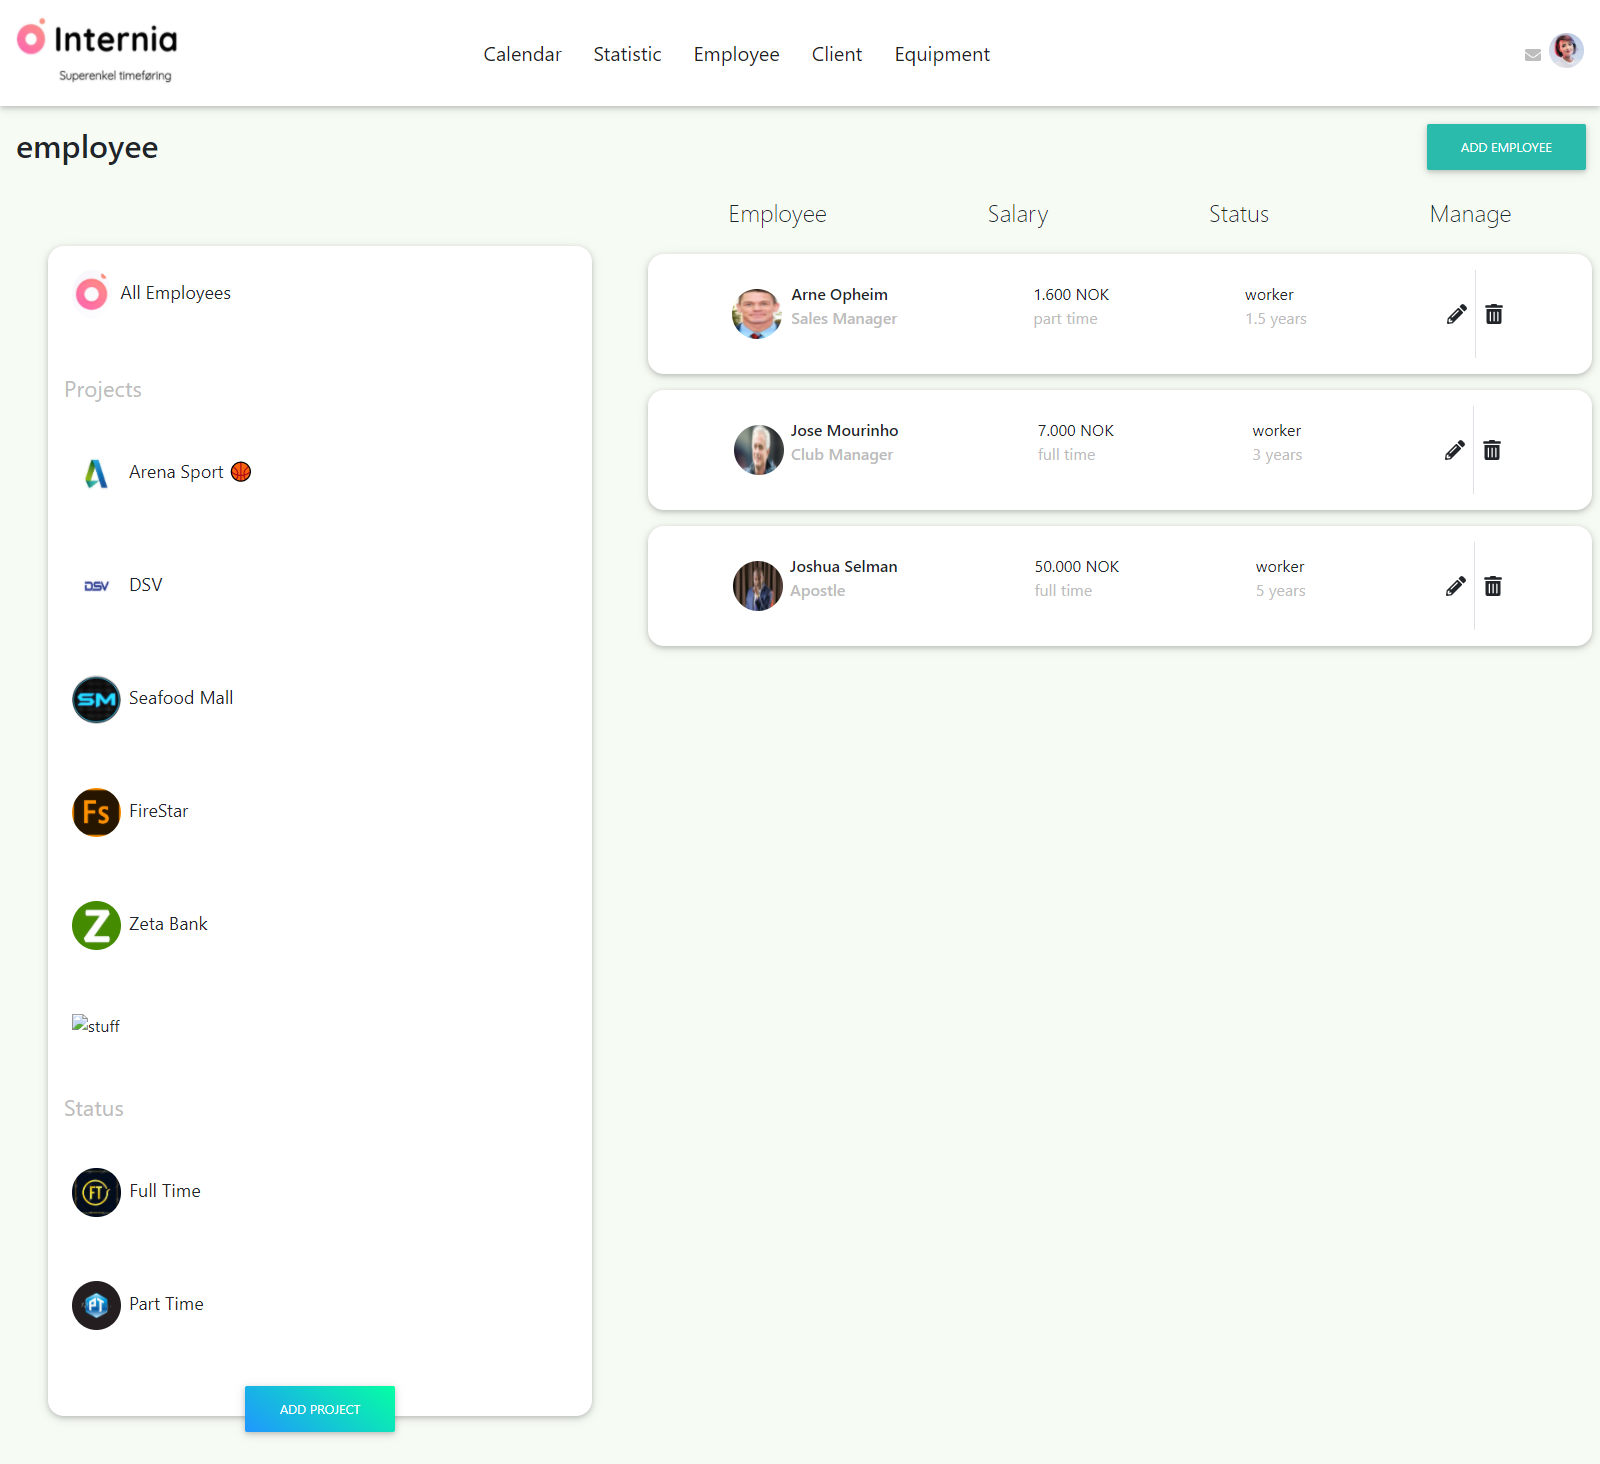 Internia
Superenkel timeføring
Calendar Statistic Employee Client Equipment
employee
ADD EMPLOYEE
Employee Salary Status Manage
All Employees
Projects
Arena Sport 🏀
DSV DSV
SM Seafood Mall
Fs FireStar
Z Zeta Bank
stuff
Status
FT Full Time
PT Part Time
ADD PROJECT
Arne Opheim 1.600 NOK worker
Sales Manager part time 1.5 years
Jose Mourinho 7.000 NOK worker
Club Manager full time 3 years
Joshua Selman 50.000 NOK worker
Apostle full time 5 years